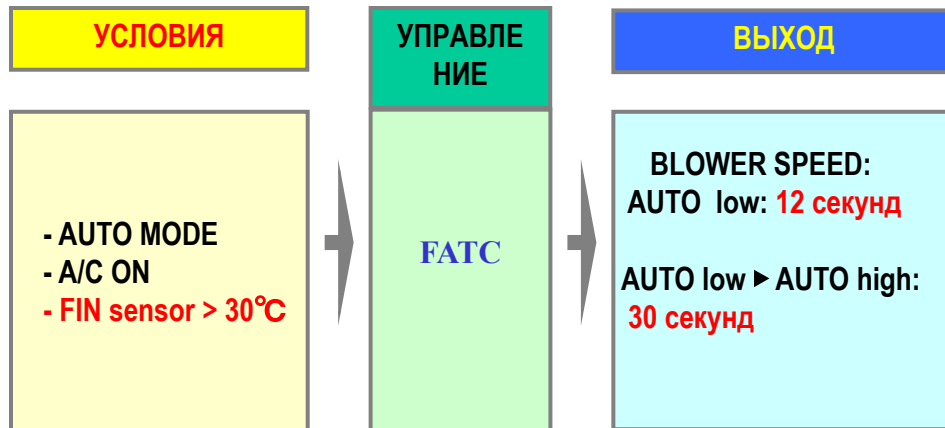 УСЛОВИЯ
УПРАВЛЕ
НИЕ
ВЫХОД
- AUTO MODE
- A/C ON
- FIN sensor > 30℃
FATC
BLOWER SPEED:
AUTO low: 12 секунд
AUTO low ▶ AUTO high:
30 секунд